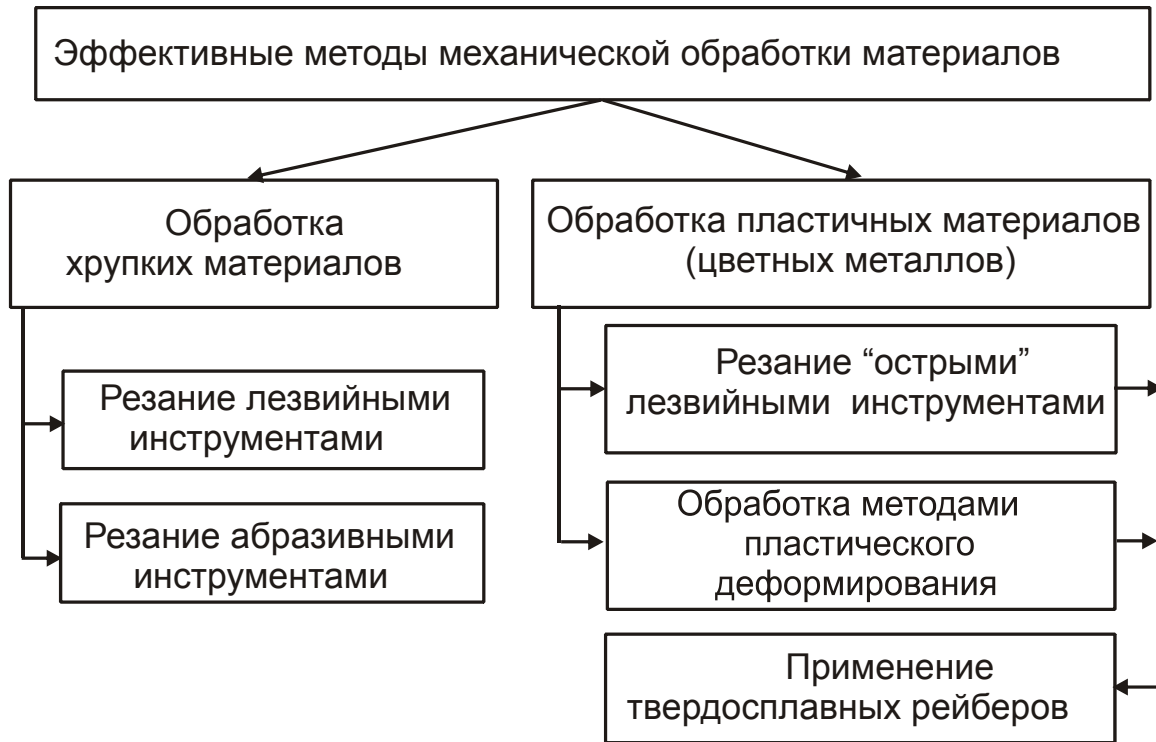 Эффективные методы механической обработки материалов
Обработка
хрупких материалов
Обработка пластичных материалов
(цветных металлов)
Резание лезвийными
инструментами
Резание абразивными
инструментами
Резание “острыми”
лезвийными инструментами
Обработка методами
пластического
деформирования
Применение
твердосплавных рейберов